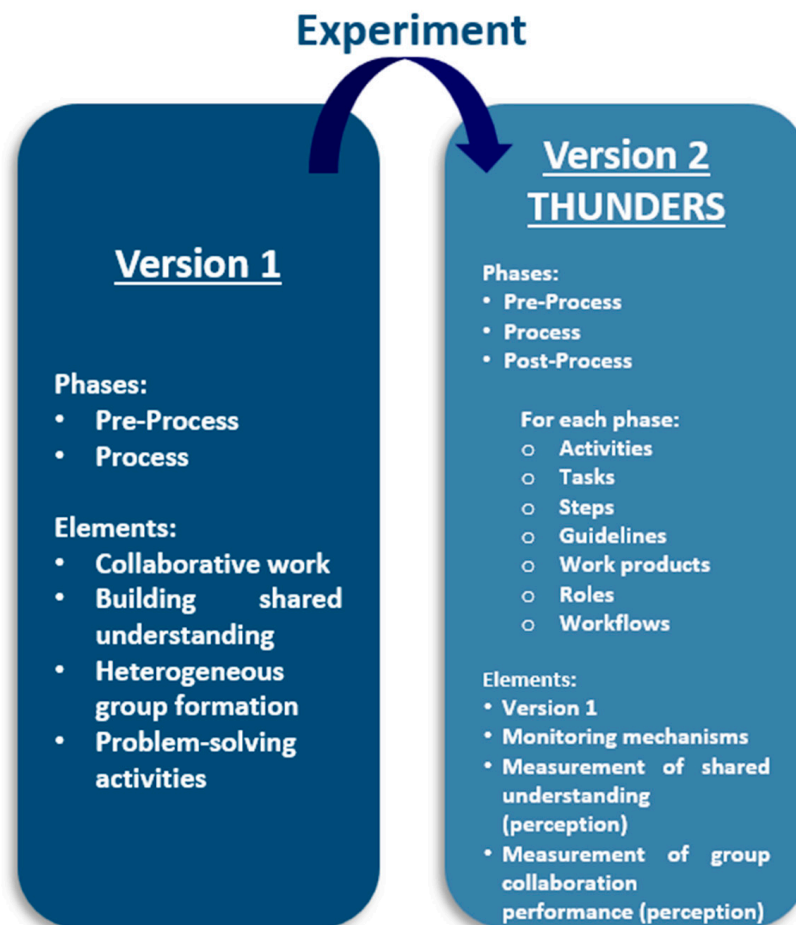 Experiment
Version 1
Phases:
• Pre-Process
• Process
Elements:
• Collaborative work
• Building shared
understanding
• Heterogeneous
group formation
• Problem-solving
activities
Version 2
THUNDERS
Phases:
• Pre-Process
• Process
• Post-Process
For each phase:
o Activities
o Tasks
o Steps
o Guidelines
o Work products
o Roles
o Workflows
Elements:
• Version 1
• Monitoring mechanisms
• Measurement of shared
understanding
(perception)
• Measurement of group
collaboration
performance (perception)